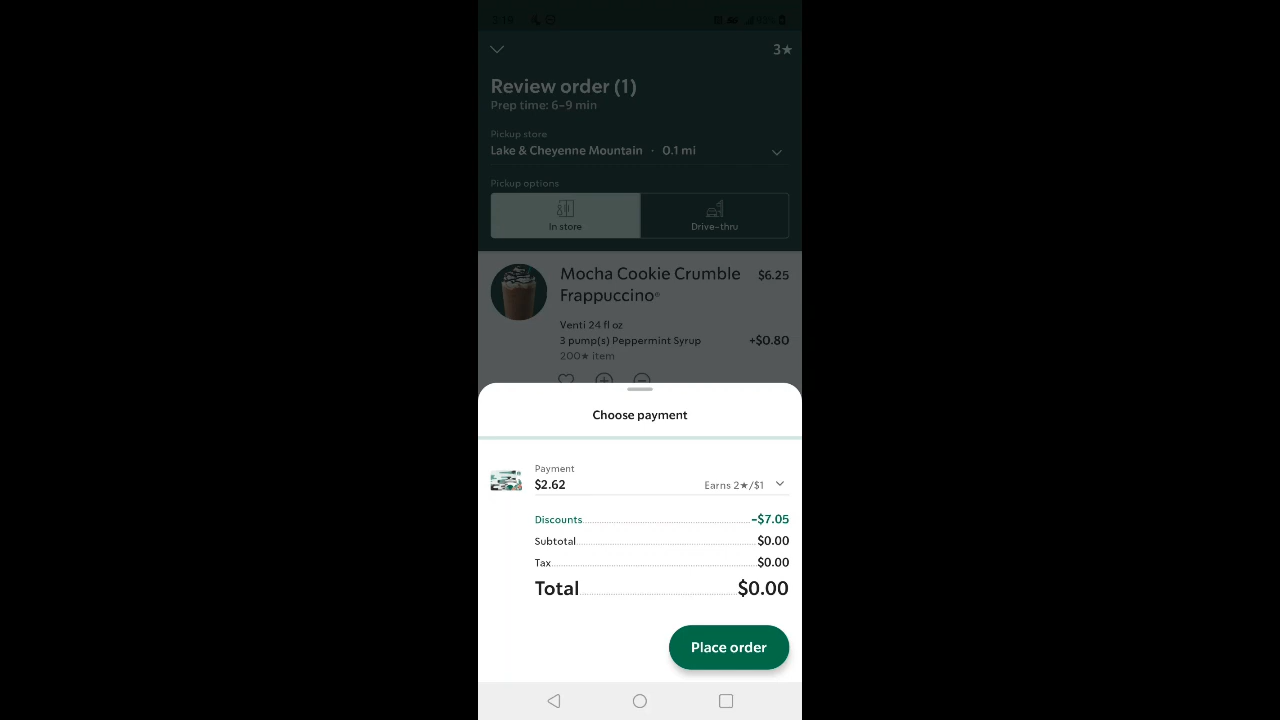 3:19
3★
Review order (1)
Prep time: 6–9 min
Pickup store
Lake & Cheyenne Mountain · 0.1 mi
Pickup options
In store
Drive-thru
Mocha Cookie Crumble $6.25
Frappuccino®
Venti 24 fl oz
3 pump(s) Peppermint Syrup +$0.80
200★ item
Choose payment
Payment
$2.62 Earns 2★/$1
Discounts -$7.05
Subtotal $0.00
Tax $0.00
Total $0.00
Place order